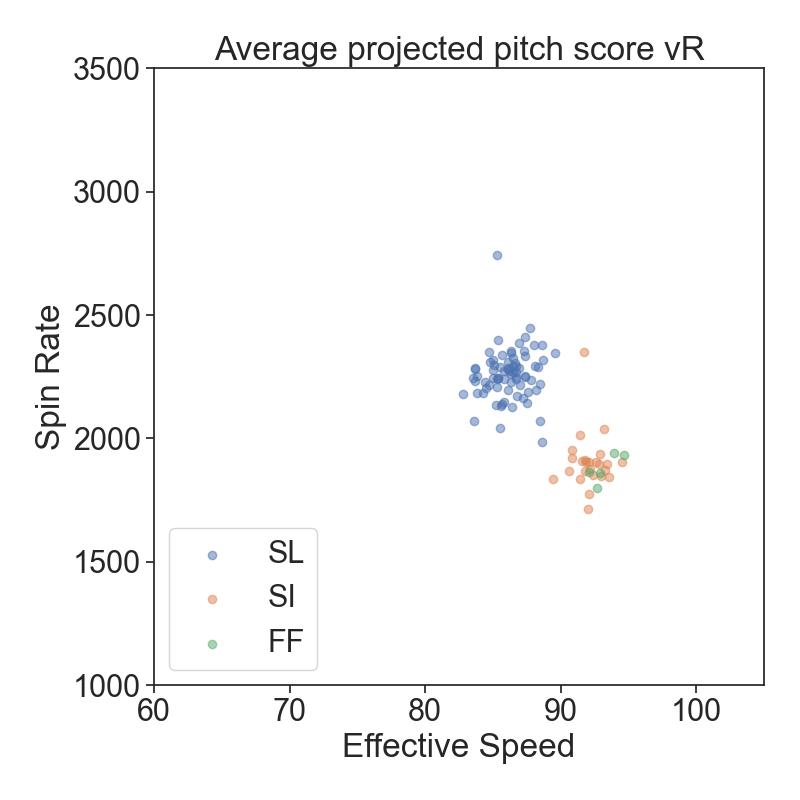 Average projected pitch score vR
3500
3000
2500
2000
1500
1000
Spin Rate
SL
SI
FF
60 70 80 90 100
Effective Speed